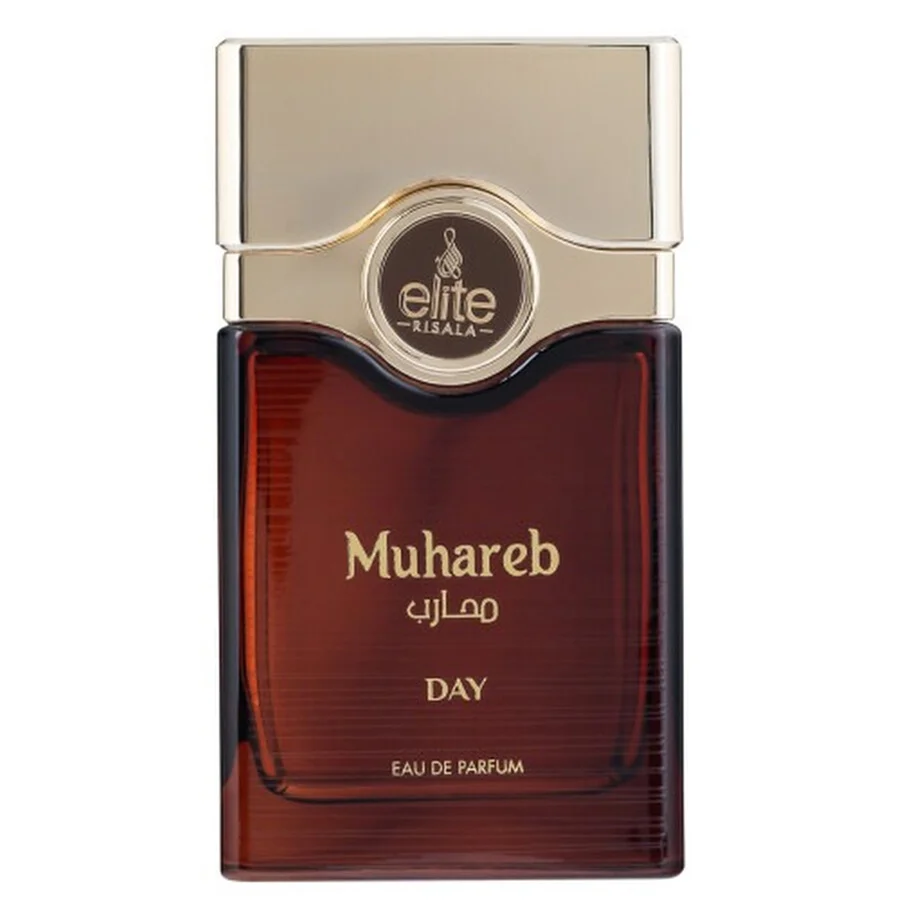 elite
RISALA
Muhareb
محارب
DAY
EAU DE PARFUM